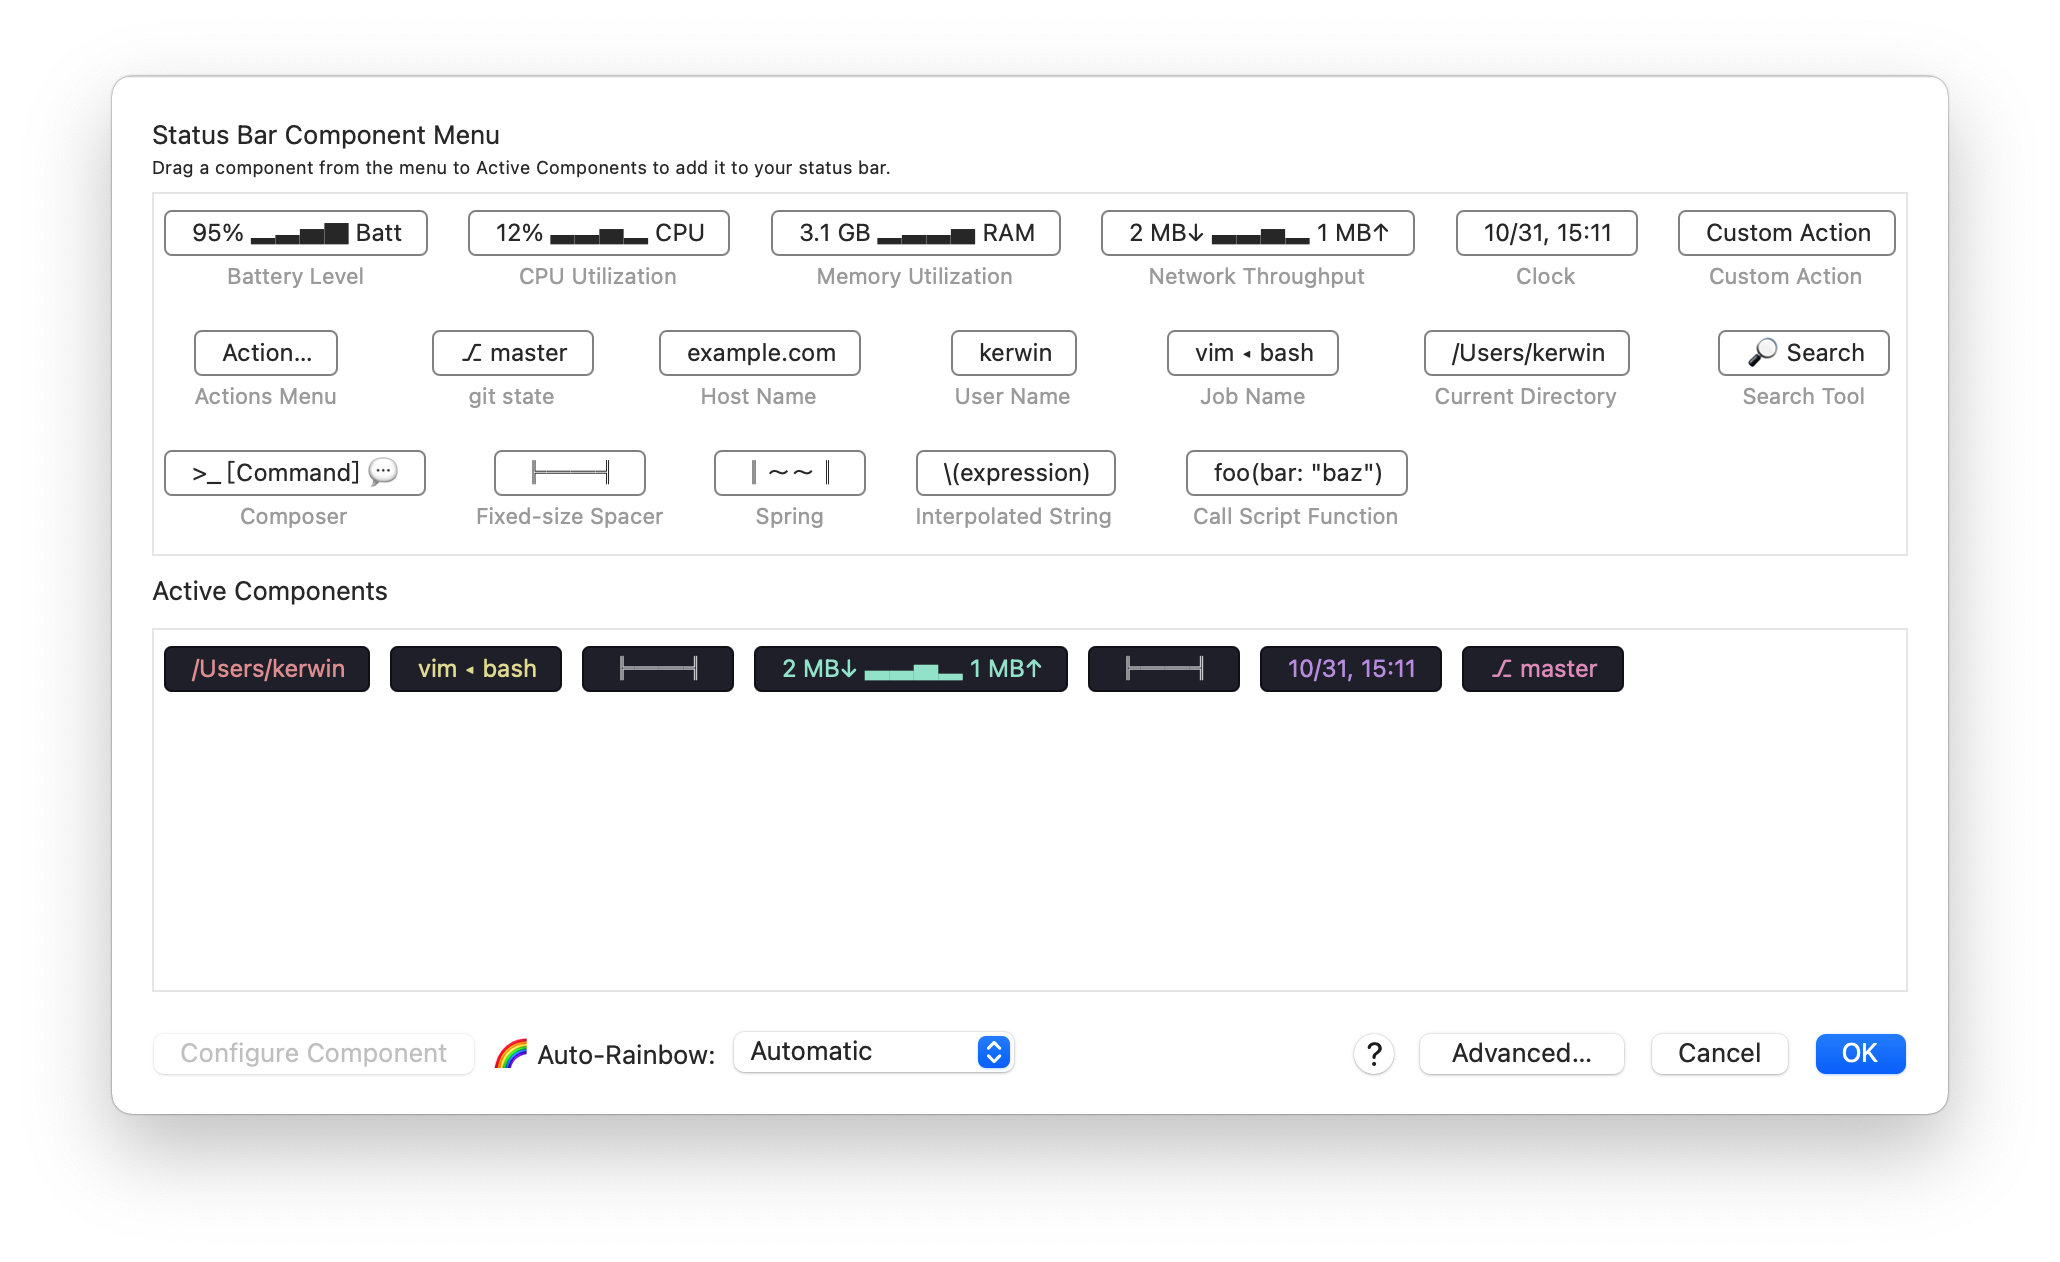 Status Bar Component Menu
Drag a component from the menu to Active Components to add it to your status bar.
95% ▂▃▅▇ Batt 12% ▃▃▅▂ CPU 3.1 GB ▂▃▃▅ RAM 2 MB↓ ▃▃▅▂ 1 MB↑ 10/31, 15:11 Custom Action
Battery Level CPU Utilization Memory Utilization Network Throughput Clock Custom Action
Action… ⎇ master example.com kerwin vim ◂ bash /Users/kerwin 🔎 Search
Actions Menu git state Host Name User Name Job Name Current Directory Search Tool
>_ [Command] 💬 ╞═══╡ ║ ~~ ║ \(expression) foo(bar: "baz")
Composer Fixed-size Spacer Spring Interpolated String Call Script Function
Active Components
/Users/kerwin vim ◂ bash ╞═══╡ 2 MB↓ ▃▃▅▂ 1 MB↑ ╞═══╡ 10/31, 15:11 ⎇ master
Configure Component 🌈 Auto-Rainbow: Automatic ? Advanced... Cancel OK